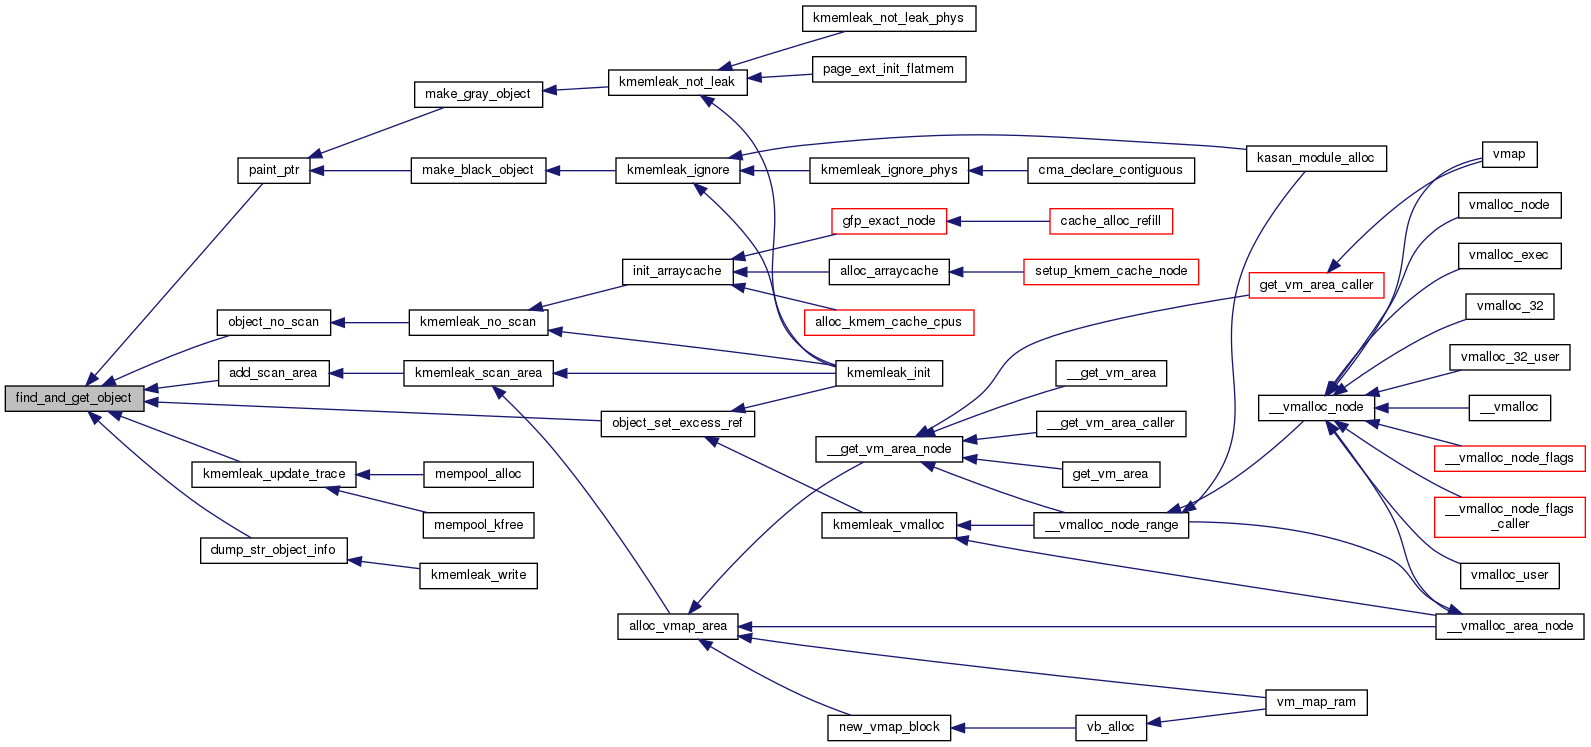 kmemleak_not_leak_phys
page_ext_init_flatmem
kmemleak_not_leak
make_gray_object
kasan_module_alloc
vmap
paint_ptr
make_black_object
kmemleak_ignore
kmemleak_ignore_phys
cma_declare_contiguous
vmalloc_node
gfp_exact_node
cache_alloc_refill
vmalloc_exec
init_arraycache
alloc_arraycache
setup_kmem_cache_node
get_vm_area_caller
vmalloc_32
object_no_scan
kmemleak_no_scan
alloc_kmem_cache_cpus
vmalloc_32_user
add_scan_area
kmemleak_scan_area
kmemleak_init
__get_vm_area
find_and_get_object
__vmalloc_node
__vmalloc
object_set_excess_ref
__get_vm_area_caller
__get_vm_area_node
__vmalloc_node_flags
kmemleak_update_trace
mempool_alloc
get_vm_area
__vmalloc_node_flags
_caller
mempool_kfree
kmemleak_vmalloc
__vmalloc_node_range
dump_str_object_info
kmemleak_write
vmalloc_user
alloc_vmap_area
__vmalloc_area_node
vm_map_ram
new_vmap_block
vb_alloc